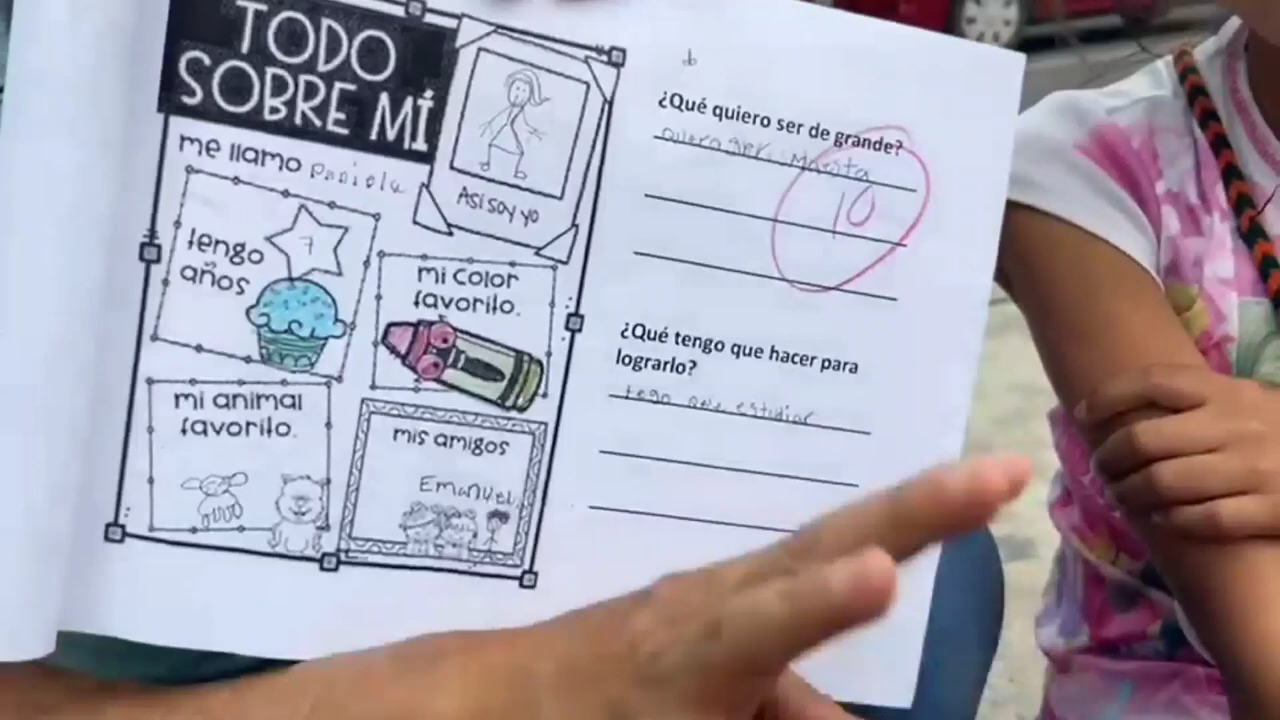 TODO
SOBRE MÍ
me llamo Daniela
Así soy yo
tengo
años
7
mi color
favorito.
mi animal
favorito.
mis amigos
Emanuel
¿Qué quiero ser de grande?
quiero ser maestra
10
¿Qué tengo que hacer para
lograrlo?
tego que estudiar